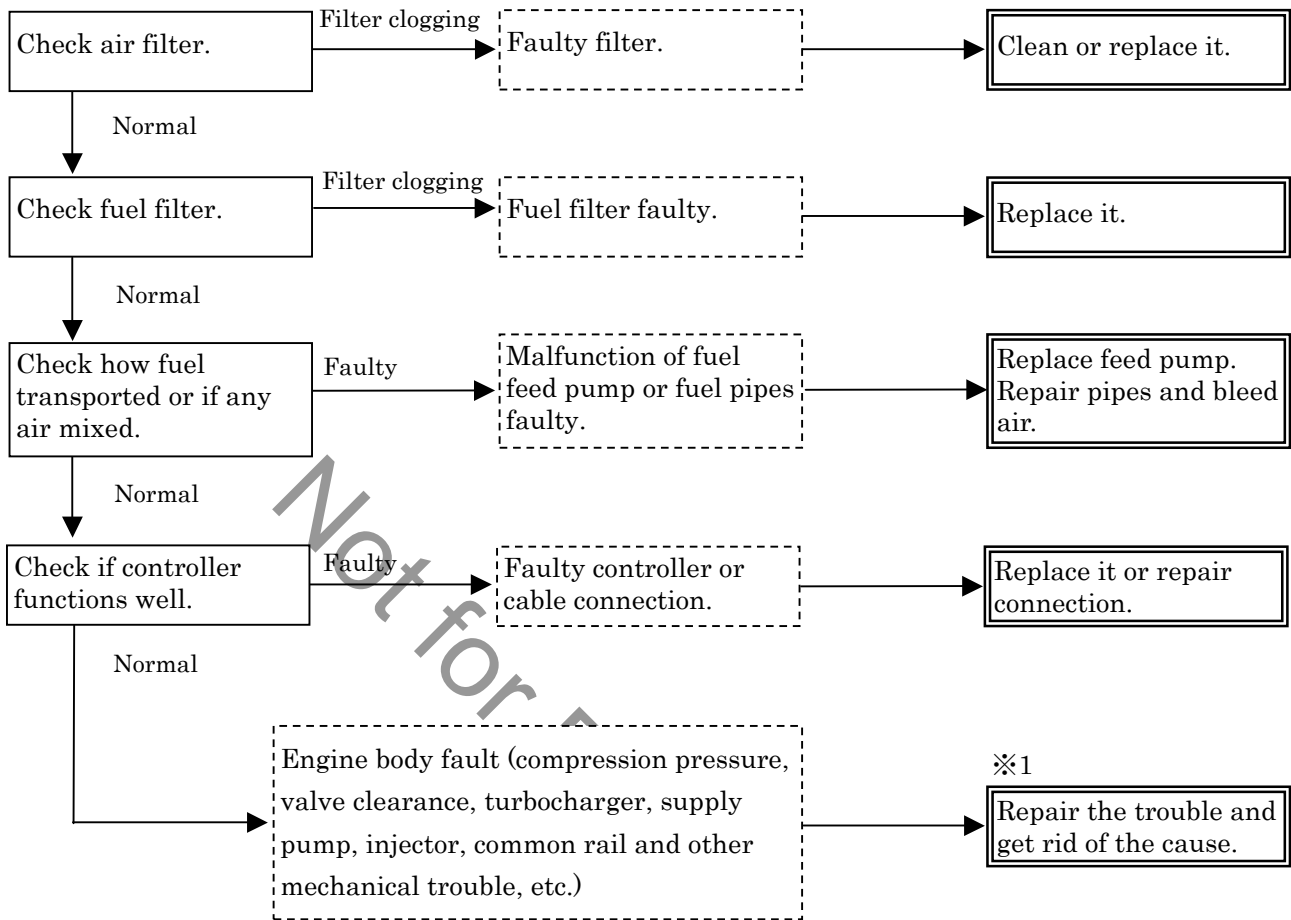 Check air filter.
Filter clogging
Faulty filter.
Clean or replace it.
Normal
Check fuel filter.
Filter clogging
Fuel filter faulty.
Replace it.
Normal
Check how fuel
transported or if any
air mixed.
Faulty
Malfunction of fuel
feed pump or fuel pipes
faulty.
Replace feed pump.
Repair pipes and bleed
air.
Normal
Check if controller
functions well.
Faulty
Faulty controller or
cable connection.
Replace it or repair
connection.
Normal
Engine body fault (compression pressure,
valve clearance, turbocharger, supply
pump, injector, common rail and other
mechanical trouble, etc.)
※1
Repair the trouble and
get rid of the cause.
Not for